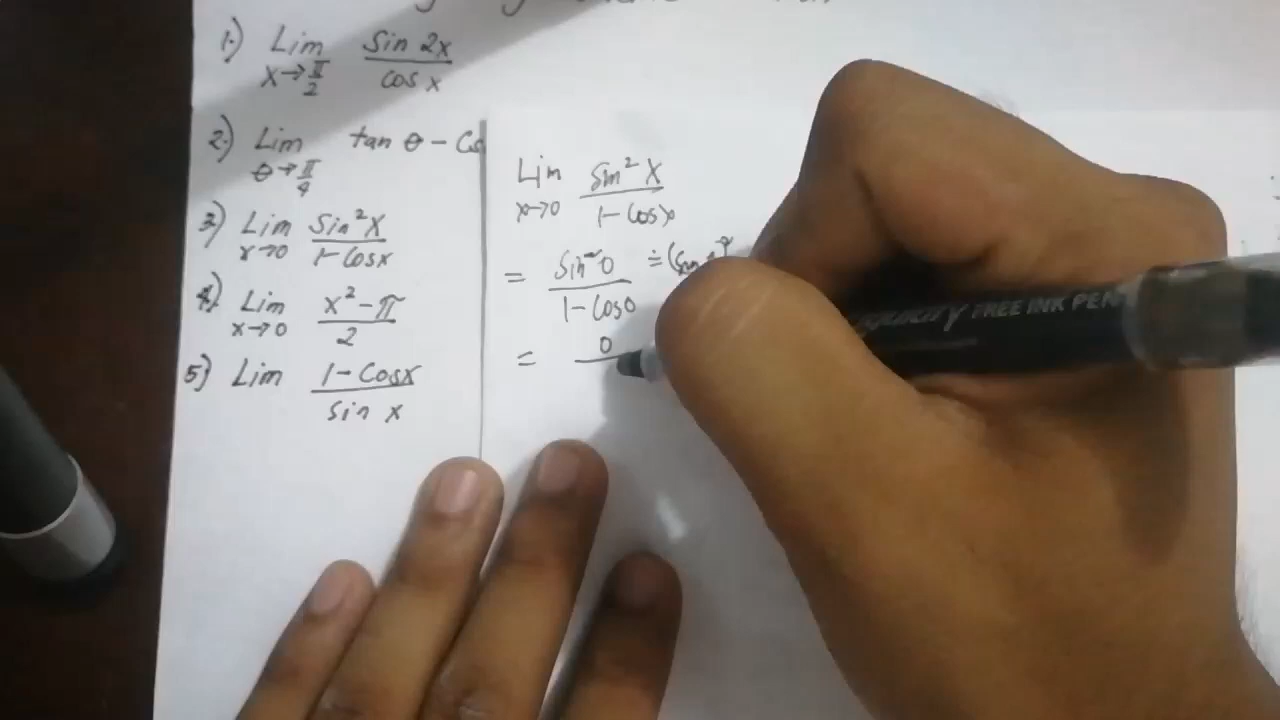 1.) Lim x→π/2 sin 2x / cos x
2.) Lim θ→π/4 tan θ -
3) Lim x→0 Sin²x / 1-Cosx
4) Lim x→0 x²-π / 2
5) Lim 1-Cosx / sin x
Lim x→0 Sin²x / 1-Cosx
= Sin²0 / 1-Cos0
= 0
FREE INK PEN